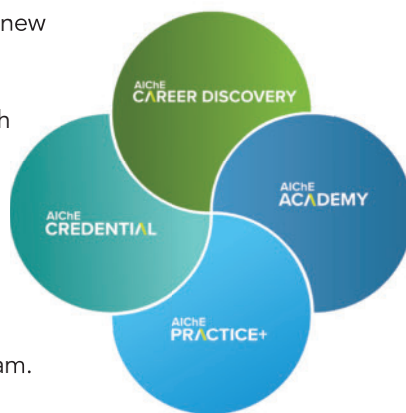 new
AIChE
CAREER DISCOVERY
h
AIChE
ACADEMY
AIChE
CREDENTIAL
AIChE
PRACTICE+
am.